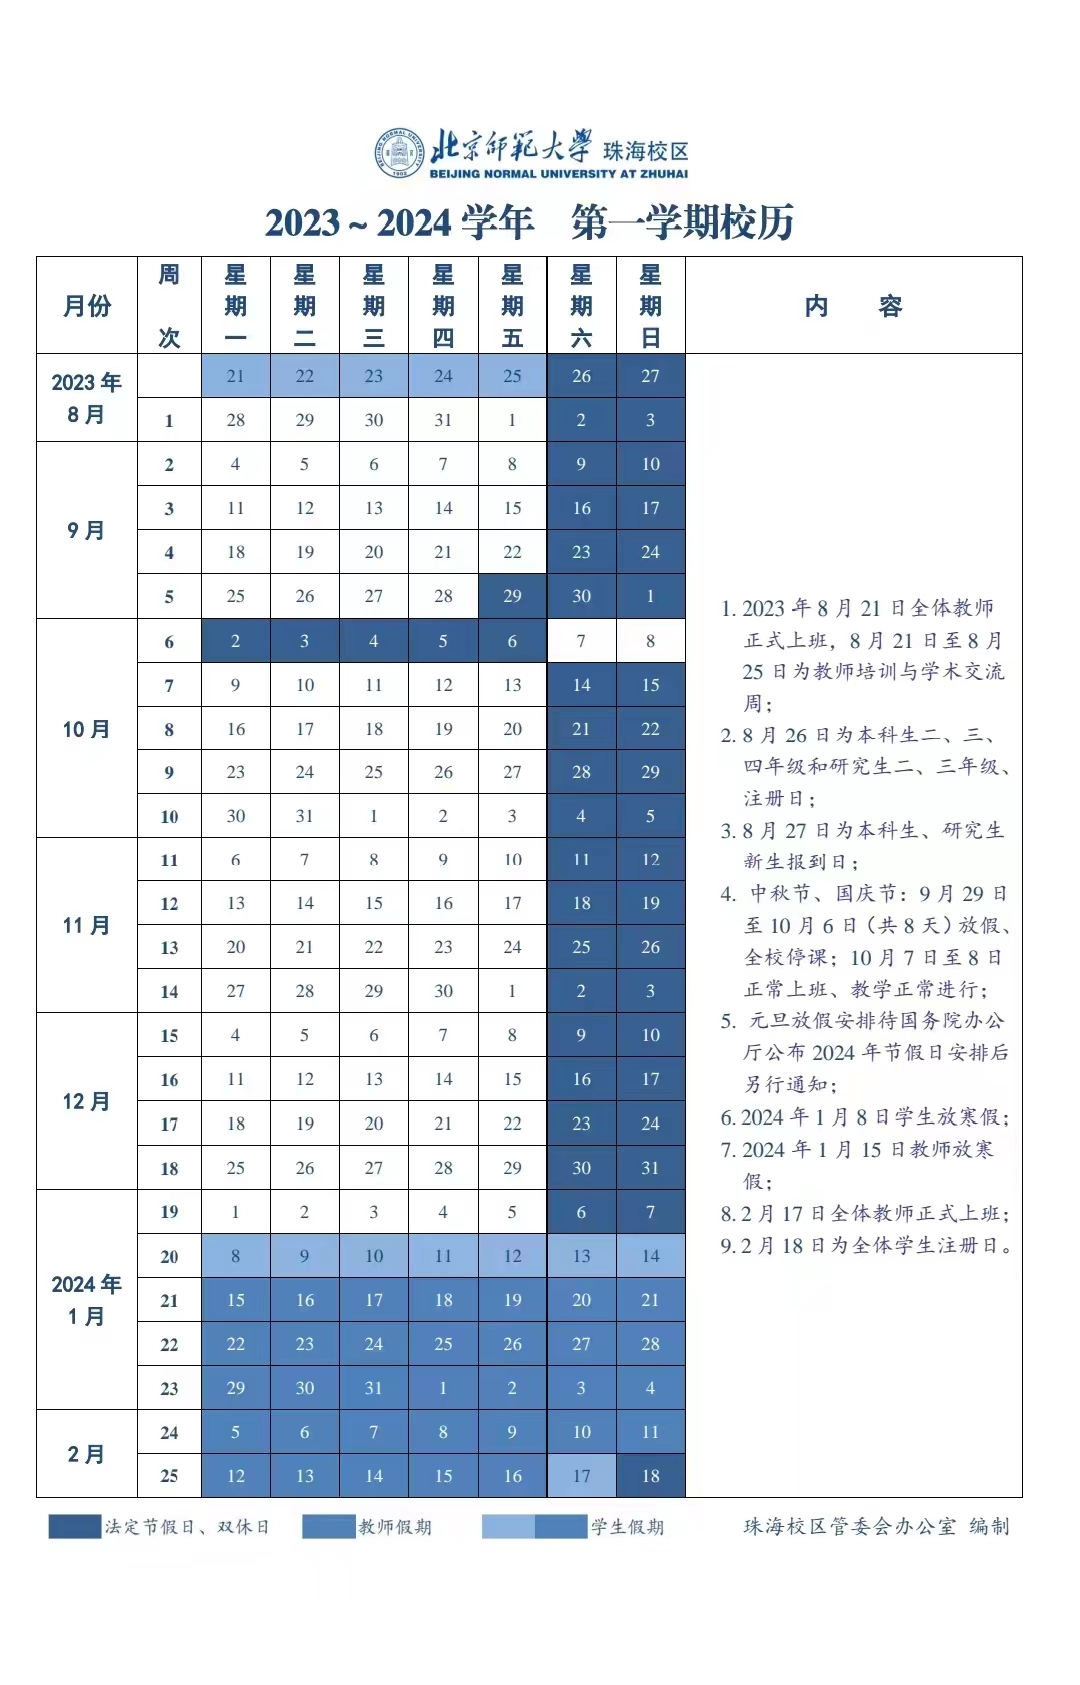 北京师范大学 珠海校区
BEIJING NORMAL UNIVERSITY AT ZHUHAI
BEIJING NORMAL UNIVERSITY
1902
2023 ~ 2024 学年 第一学期校历
月份 周次 星期一 星期二 星期三 星期四 星期五 星期六 星期日 内 容
2023 年
8 月
21 22 23 24 25 26 27
1 28 29 30 31 1 2 3
9 月
2 4 5 6 7 8 9 10
3 11 12 13 14 15 16 17
4 18 19 20 21 22 23 24
5 25 26 27 28 29 30 1
10 月
6 2 3 4 5 6 7 8
7 9 10 11 12 13 14 15
8 16 17 18 19 20 21 22
9 23 24 25 26 27 28 29
10 30 31 1 2 3 4 5
11 月
11 6 7 8 9 10 11 12
12 13 14 15 16 17 18 19
13 20 21 22 23 24 25 26
14 27 28 29 30 1 2 3
12 月
15 4 5 6 7 8 9 10
16 11 12 13 14 15 16 17
17 18 19 20 21 22 23 24
18 25 26 27 28 29 30 31
2024 年
1 月
19 1 2 3 4 5 6 7
20 8 9 10 11 12 13 14
21 15 16 17 18 19 20 21
22 22 23 24 25 26 27 28
23 29 30 31 1 2 3 4
2 月
24 5 6 7 8 9 10 11
25 12 13 14 15 16 17 18
1. 2023 年 8 月 21 日全体教师
正式上班，8 月 21 日至 8 月
25 日为教师培训与学术交流
周；
2. 8 月 26 日为本科生二、三、
四年级和研究生二、三年级、
注册日；
3. 8 月 27 日为本科生、研究生
新生报到日；
4. 中秋节、国庆节：9 月 29 日
至 10 月 6 日（共 8 天）放假、
全校停课；10 月 7 日至 8 日
正常上班、教学正常进行；
5. 元旦放假安排待国务院办公
厅公布 2024 年节假日安排后
另行通知；
6. 2024 年 1 月 8 日学生放寒假；
7. 2024 年 1 月 15 日教师放寒
假；
8. 2 月 17 日全体教师正式上班；
9. 2 月 18 日为全体学生注册日。
法定节假日、双休日 教师假期 学生假期 珠海校区管委会办公室 编制